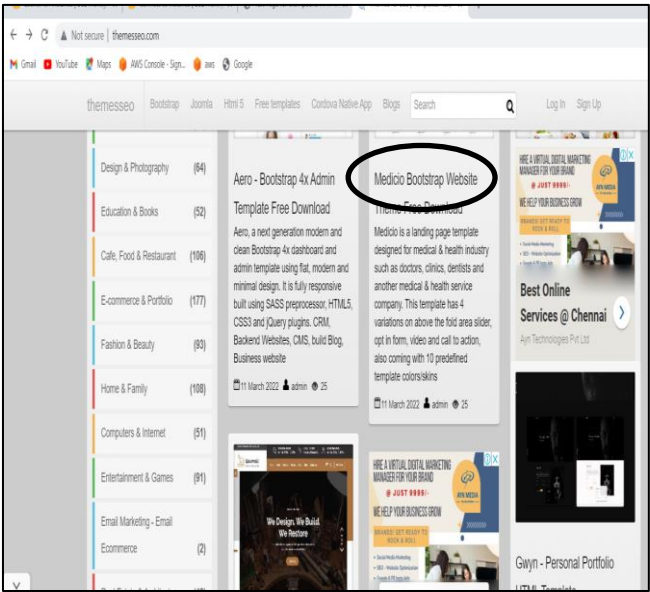 Not secure | themesseo.com
Gmail YouTube Maps AWS Console - Sign... aws Google
themesseo Bootstrap Joomla Html 5 Free templates Cordova Native App Blogs Search Log In Sign Up
Design & Photography (64)
Education & Books (52)
Cafe, Food & Restaurant (106)
E-commerce & Portfolio (177)
Fashion & Beauty (93)
Home & Family (108)
Computers & Internet (51)
Entertainment & Games (91)
Email Marketing - Email
Ecommerce (2)
Aero - Bootstrap 4x Admin
Template Free Download
Aero, a next generation modern and
clean Bootstrap 4x dashboard and
admin template using flat, modern and
minimal design. It is fully responsive
built using SASS preprocessor, HTML5,
CSS3 and jQuery plugins. CRM,
Backend Websites, CMS, build Blog,
Business website
11 March 2022 admin 25
We Design. We Build.
We Restore
Medicio Bootstrap Website
Theme Free Download
Medicio is a landing page template
designed for medical & health industry
such as doctors, clinics, dentists and
another medical & health service
company. This template has 4
variations on above the fold area slider,
opt in form, video and call to action,
also coming with 10 predefined
template colors/skins
11 March 2022 admin 25
HIRE A VIRTUAL DIGITAL MARKETING
MANAGER FOR YOUR BRAND
@ JUST 9999/-
WE HELP YOUR BUSINESS GROW
BRANDS! GET READY TO
ROCK & ROLL
AYN MEDIA
HIRE A VIRTUAL DIGITAL MARKETING
MANAGER FOR YOUR BRAND
@ JUST 9999/-
WE HELP YOUR BUSINESS GROW
BRANDS! GET READY TO
ROCK & ROLL
AYN MEDIA
Best Online
Services @ Chennai
Ayn Technologies Pvt Ltd
Gwyn - Personal Portfolio
HTML Template